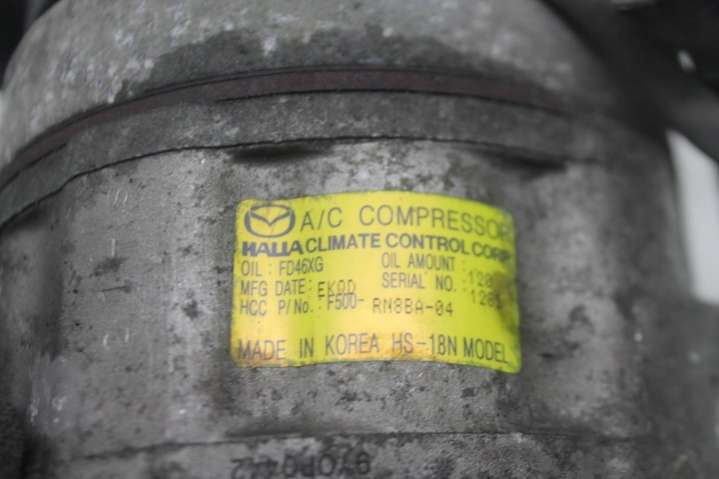 A/C COMPRESSOR
HALLA CLIMATE CONTROL CORP.
OIL : FD46XG OIL AMOUNT : 120
MFG DATE: SERIAL NO.:
HCC P/No.: F500-RN8BA-04
MADE IN KOREA HS-18N MODEL